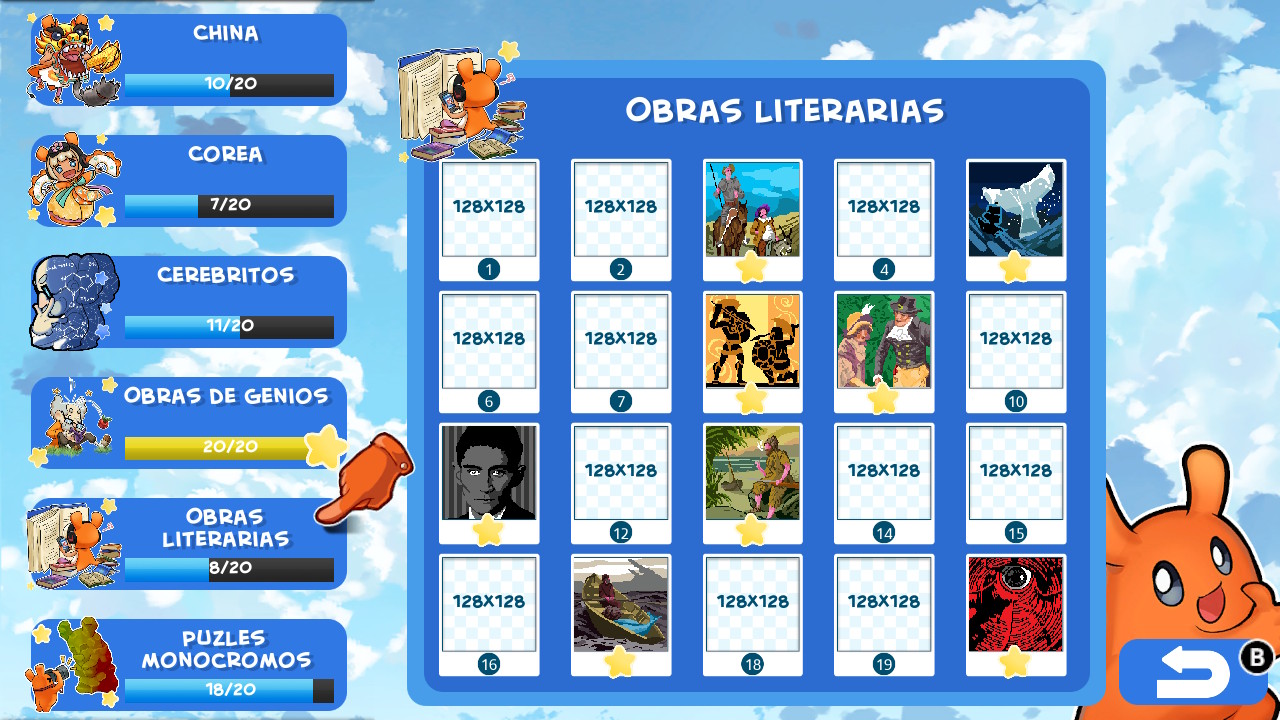 CHINA
10/20
COREA
7/20
CEREBRITOS
11/20
OBRAS DE GENIOS
20/20
OBRAS
LITERARIAS
8/20
PUZLES
MONOCROMOS
18/20
OBRAS LITERARIAS
128X128
128X128
128X128
1
2
4
128X128
128X128
128X128
6
7
10
128X128
128X128
128X128
12
14
15
128X128
128X128
128X128
16
18
19
B